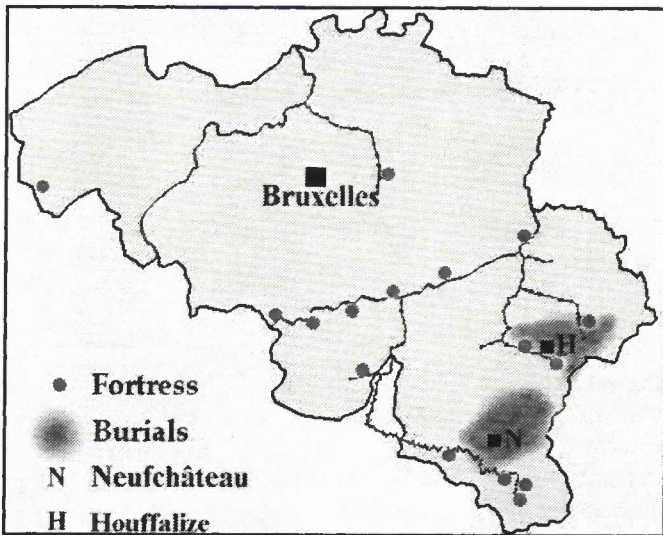 Bruxelles
H
N
Fortress
Burials
N Neufchâteau
H Houffalize